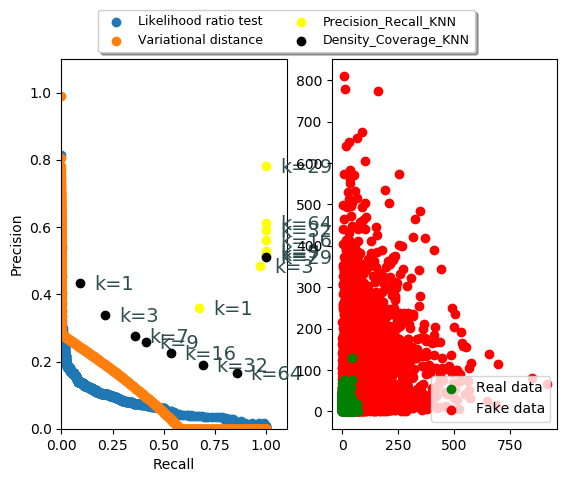 Likelihood ratio test
Variational distance
Precision_Recall_KNN
Density_Coverage_KNN
Precision
1.0
0.8
0.6
0.4
0.2
0.0
k=29
k=64
k=32
k=16
k=29
k=3
k=1
k=1
k=3
k=7
k=9
k=16
k=32
k=64
0.00
0.25
0.50
0.75
1.00
Recall
800
700
600
500
400
300
200
100
0
Real data
Fake data
0
250
500
750